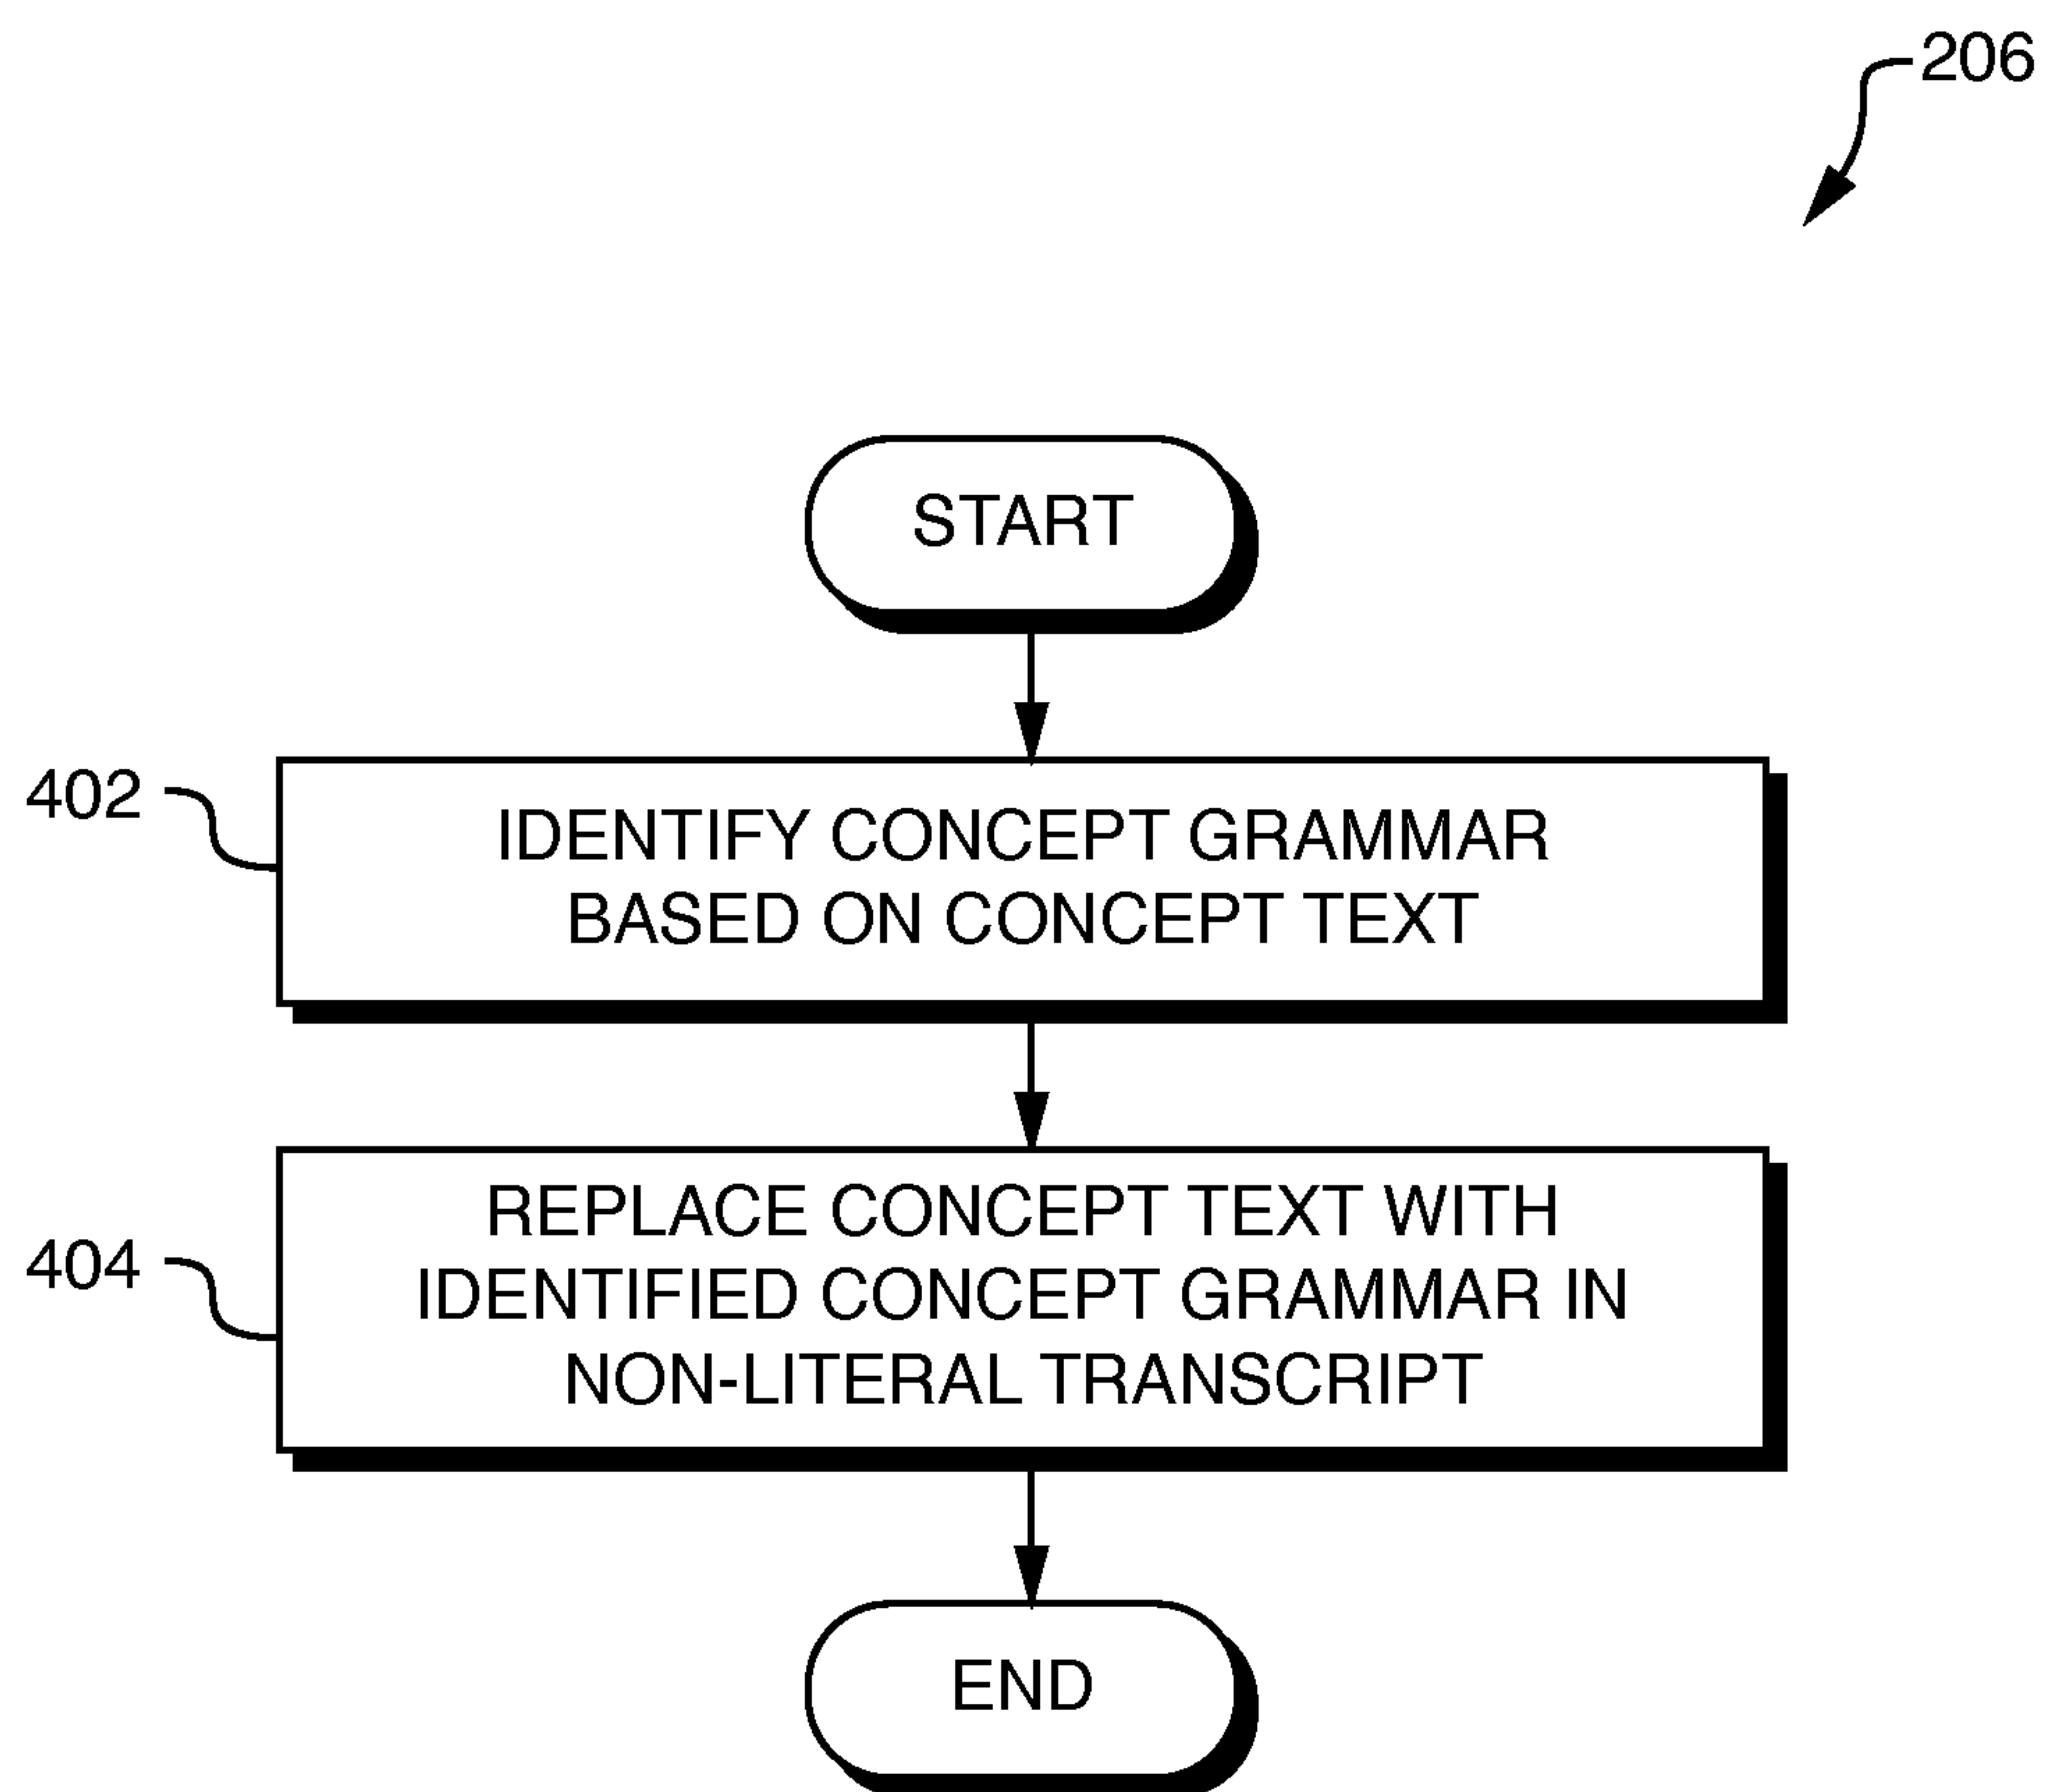 206
START
402
IDENTIFY CONCEPT GRAMMAR
BASED ON CONCEPT TEXT
REPLACE CONCEPT TEXT WITH
404
IDENTIFIED CONCEPT GRAMMAR IN
NON-LITERAL TRANSCRIPT
END